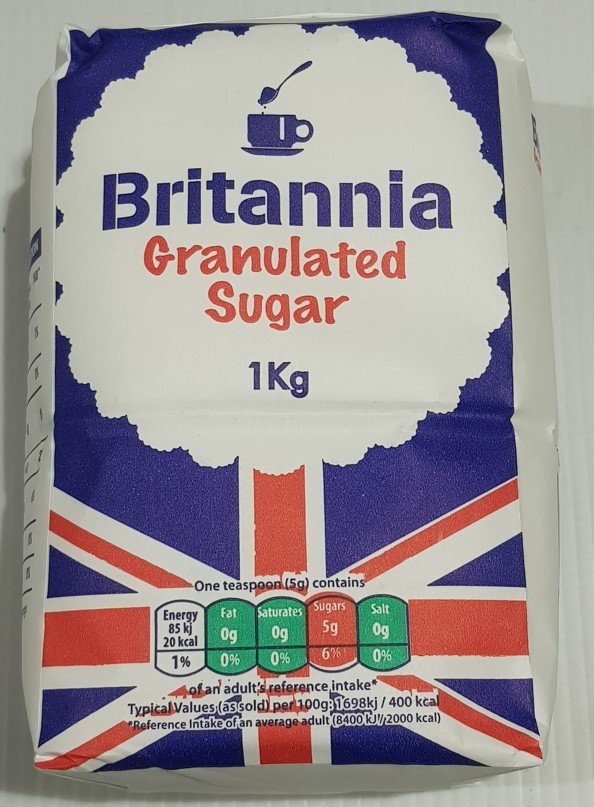 Britannia
Granulated
Sugar
1Kg
One teaspoon (5g) contains
Energy 85 kj 20 kcal 1%
Fat 0g 0%
Saturates 0g 0%
Sugars 5g 6%
Salt 0g 0%
of an adult's reference intake*
Typical Values (as sold) per 100g: 1698kj / 400 kcal
*Reference Intake of an average adult (8400 kJ / 2000 kcal)